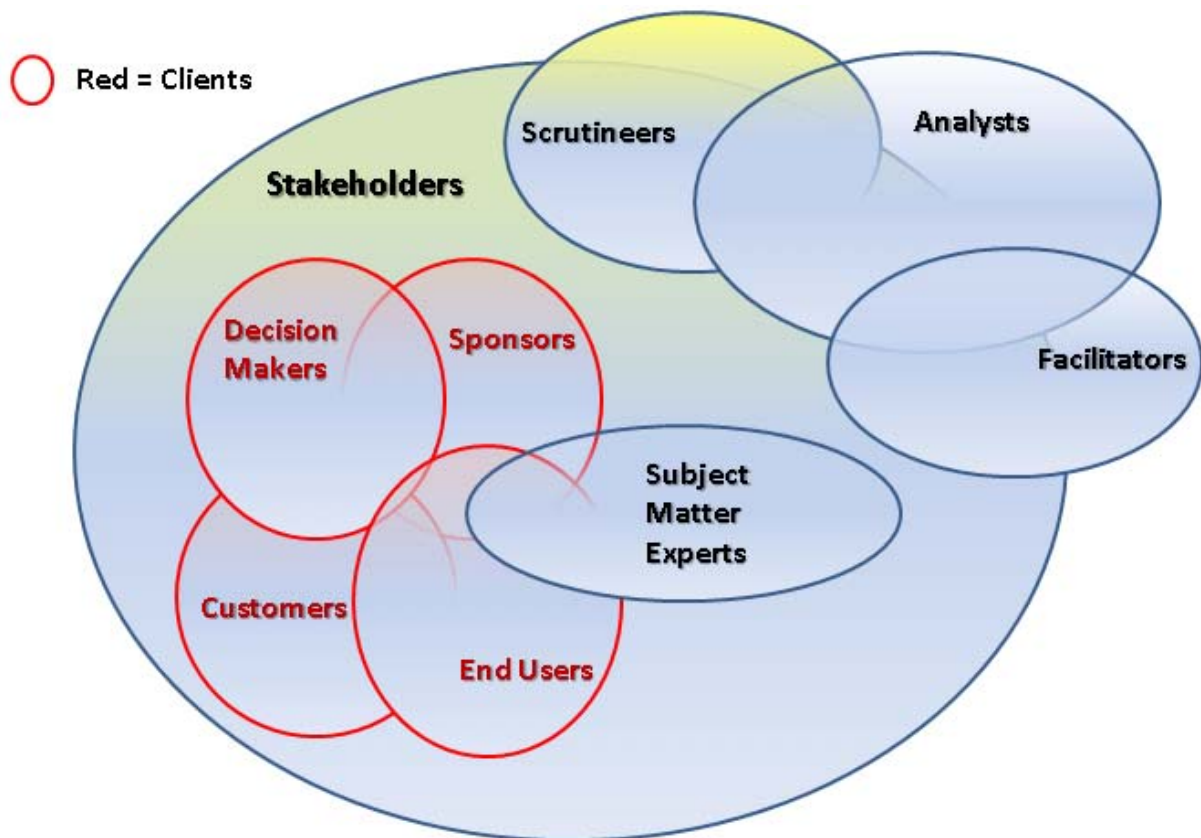 Red = Clients
Scrutineers
Analysts
Stakeholders
Decision
Makers
Sponsors
Facilitators
Subject
Matter
Experts
Customers
End Users